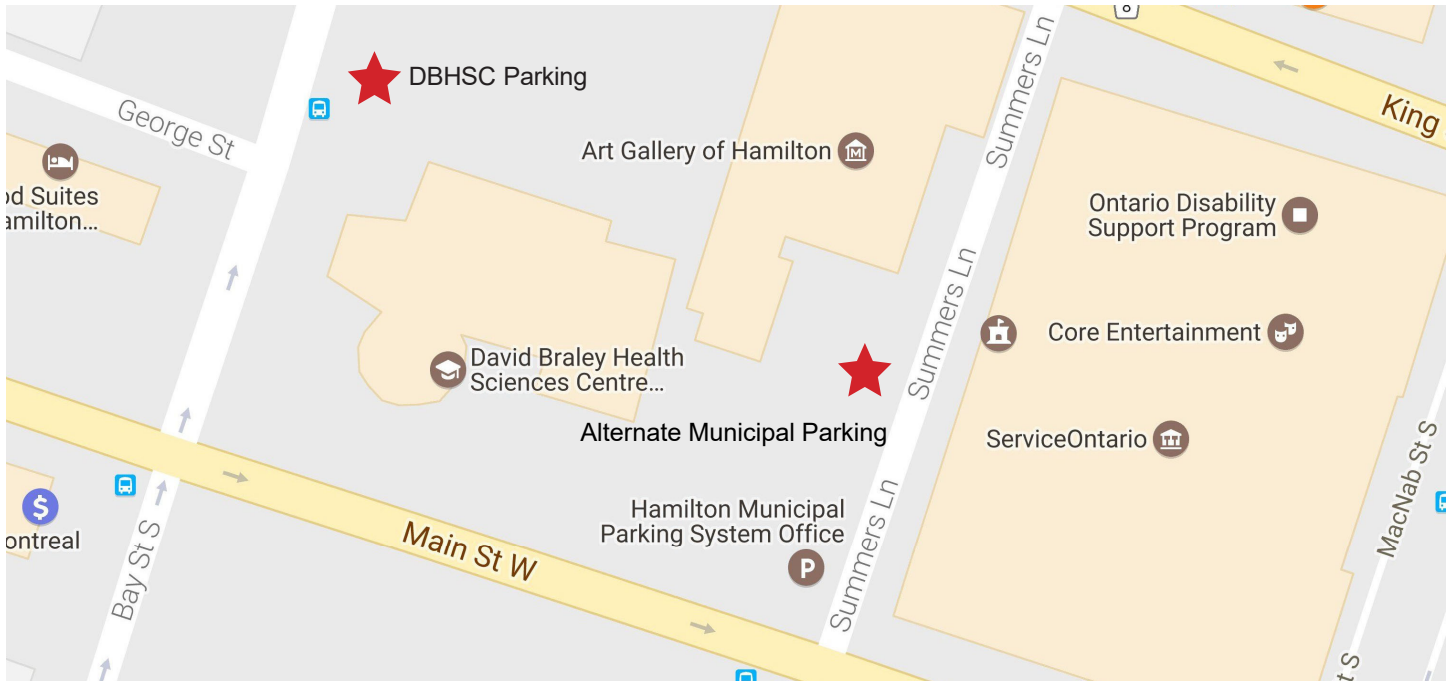 8
Summers Ln
King
DBHSC Parking
George St
Art Gallery of Hamilton
M
od Suites
amilton...
Ontario Disability
Support Program
Summers Ln
Core Entertainment
David Braley Health
Sciences Centre...
Alternate Municipal Parking
ServiceOntario
MacNab St S
$
ontreal
Hamilton Municipal
Parking System Office
P
Main St W
Bay St S
Summers Ln
t S